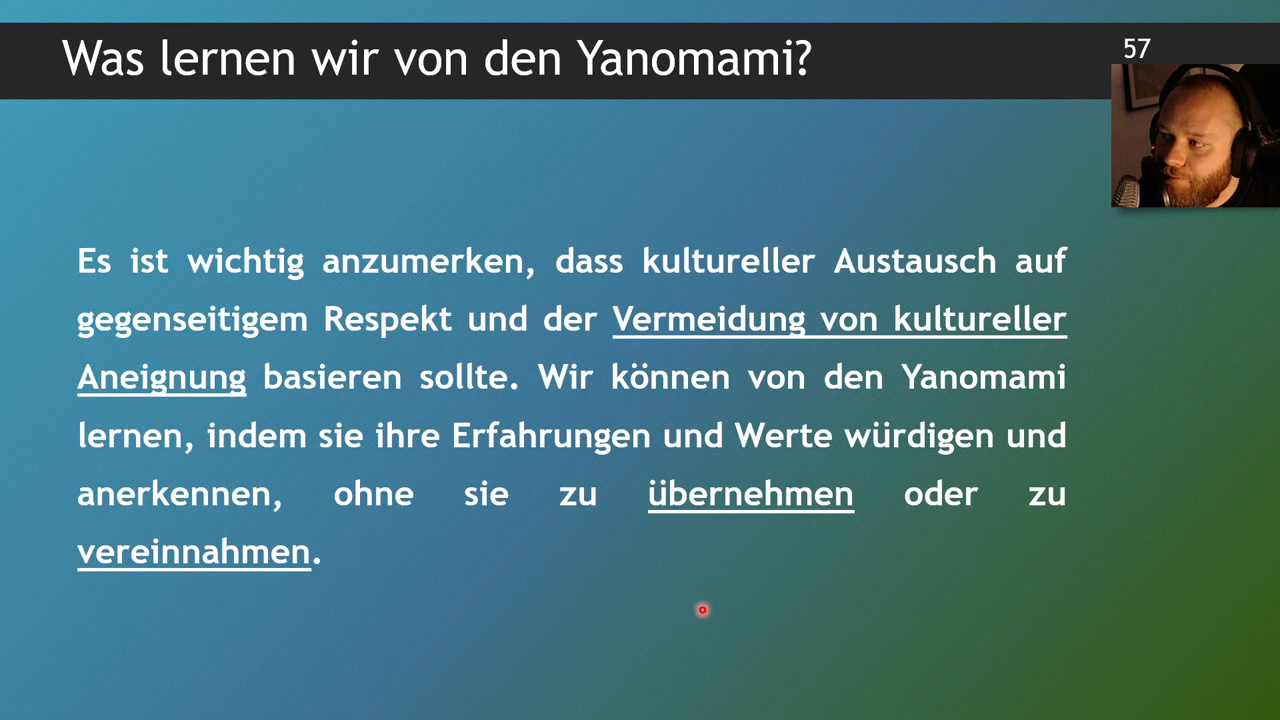 Was lernen wir von den Yanomami?
57
Es ist wichtig anzumerken, dass kultureller Austausch auf
gegenseitigem Respekt und der Vermeidung von kultureller
Aneignung basieren sollte. Wir können von den Yanomami
lernen, indem sie ihre Erfahrungen und Werte würdigen und
anerkennen, ohne sie zu übernehmen oder zu
vereinnahmen.